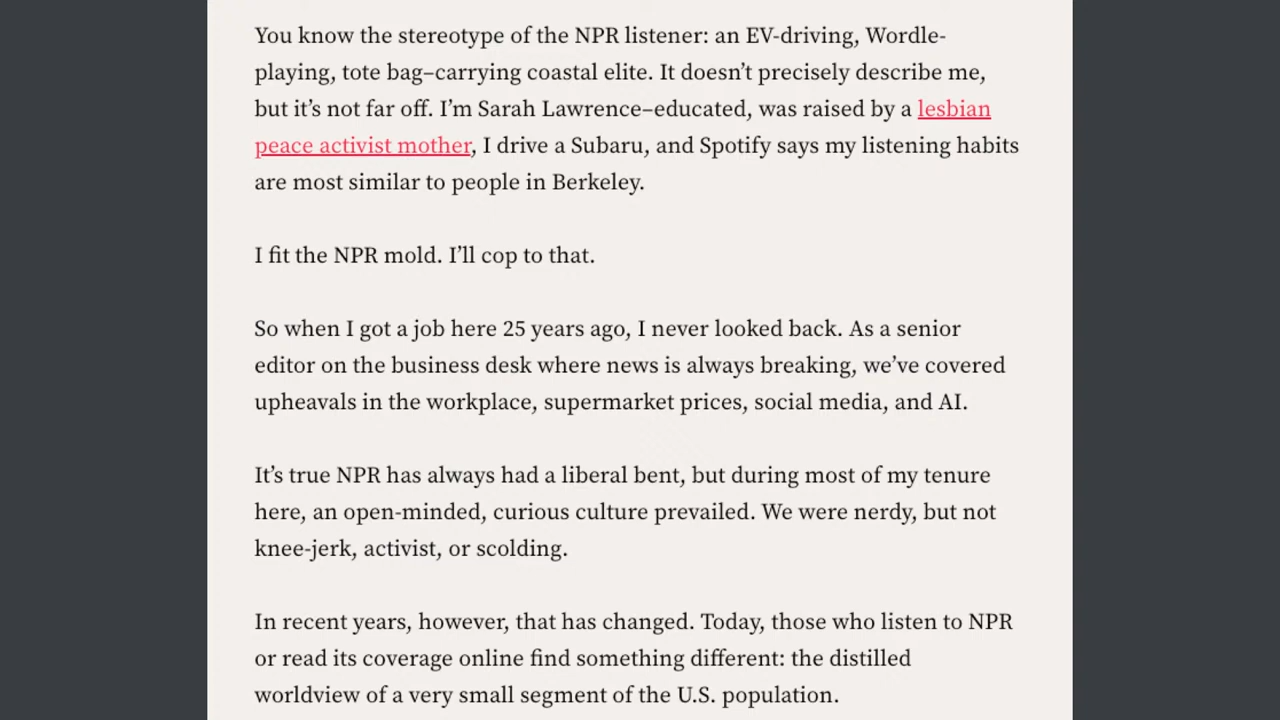 You know the stereotype of the NPR listener: an EV-driving, Wordle-
playing, tote bag–carrying coastal elite. It doesn’t precisely describe me,
but it’s not far off. I’m Sarah Lawrence–educated, was raised by a lesbian
peace activist mother, I drive a Subaru, and Spotify says my listening habits
are most similar to people in Berkeley.
I fit the NPR mold. I’ll cop to that.
So when I got a job here 25 years ago, I never looked back. As a senior
editor on the business desk where news is always breaking, we’ve covered
upheavals in the workplace, supermarket prices, social media, and AI.
It’s true NPR has always had a liberal bent, but during most of my tenure
here, an open-minded, curious culture prevailed. We were nerdy, but not
knee-jerk, activist, or scolding.
In recent years, however, that has changed. Today, those who listen to NPR
or read its coverage online find something different: the distilled
worldview of a very small segment of the U.S. population.